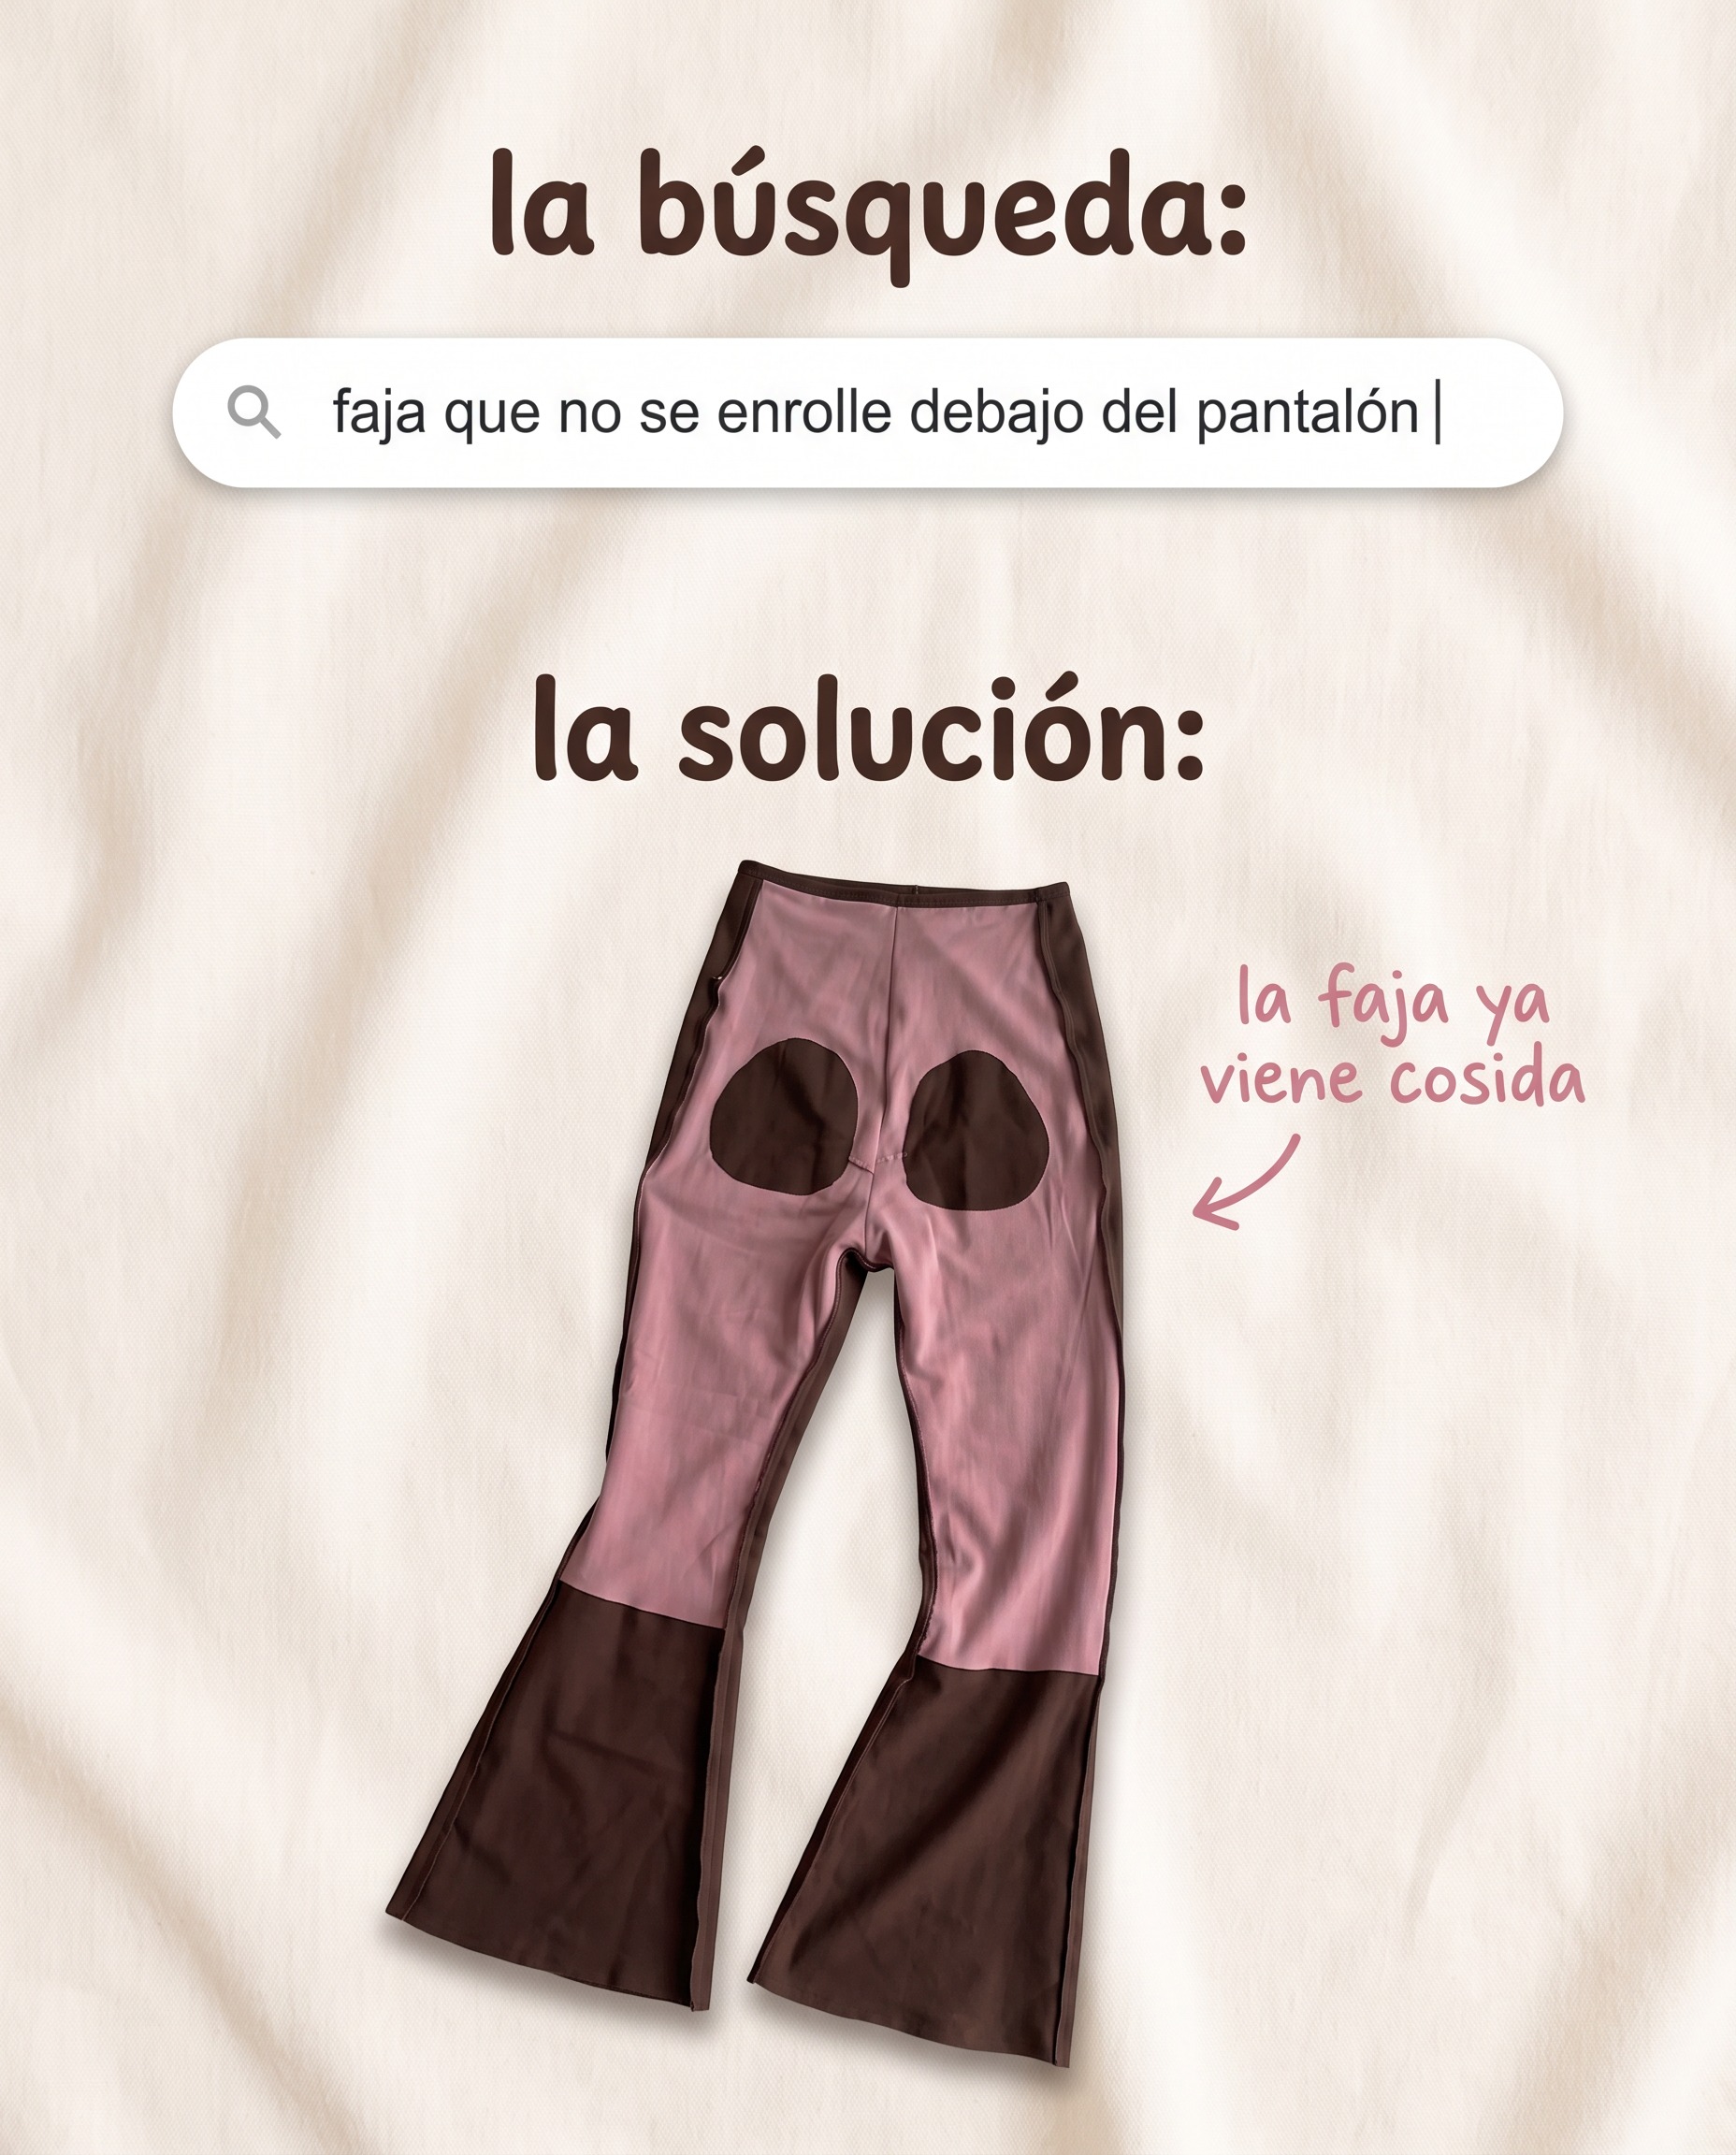 la búsqueda:
faja que no se enrolle debajo del pantalón
la solución:
la faja ya
viene cosida